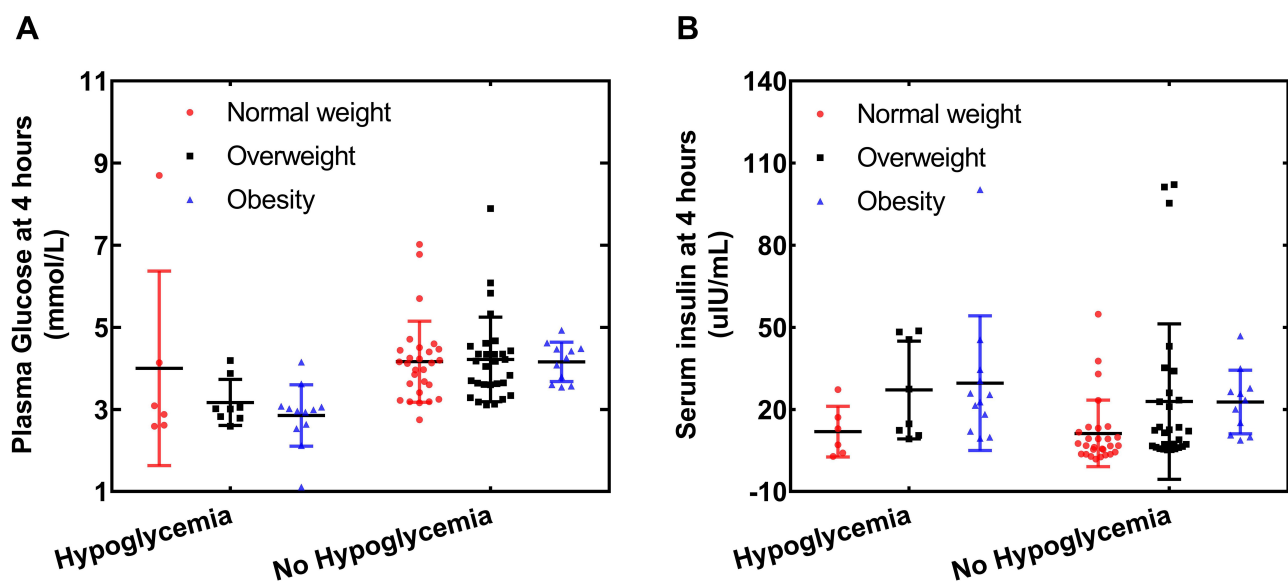 A
Plasma Glucose at 4 hours
(mmol/L)
11
9
7
5
3
1
Normal weight
Overweight
Obesity
Hypoglycemia
No Hypoglycemia
B
Serum insulin at 4 hours
(uIU/mL)
140
110
80
50
20
-10
Normal weight
Overweight
Obesity
Hypoglycemia
No Hypoglycemia